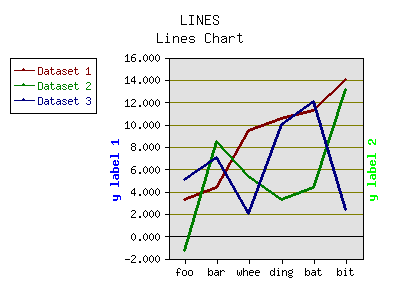 LINES
Lines Chart
Dataset 1
Dataset 2
Dataset 3
y label 1
16.000
14.000
12.000
10.000
8.000
6.000
4.000
2.000
0.000
-2.000
foo bar whee ding bat bit
y label 2